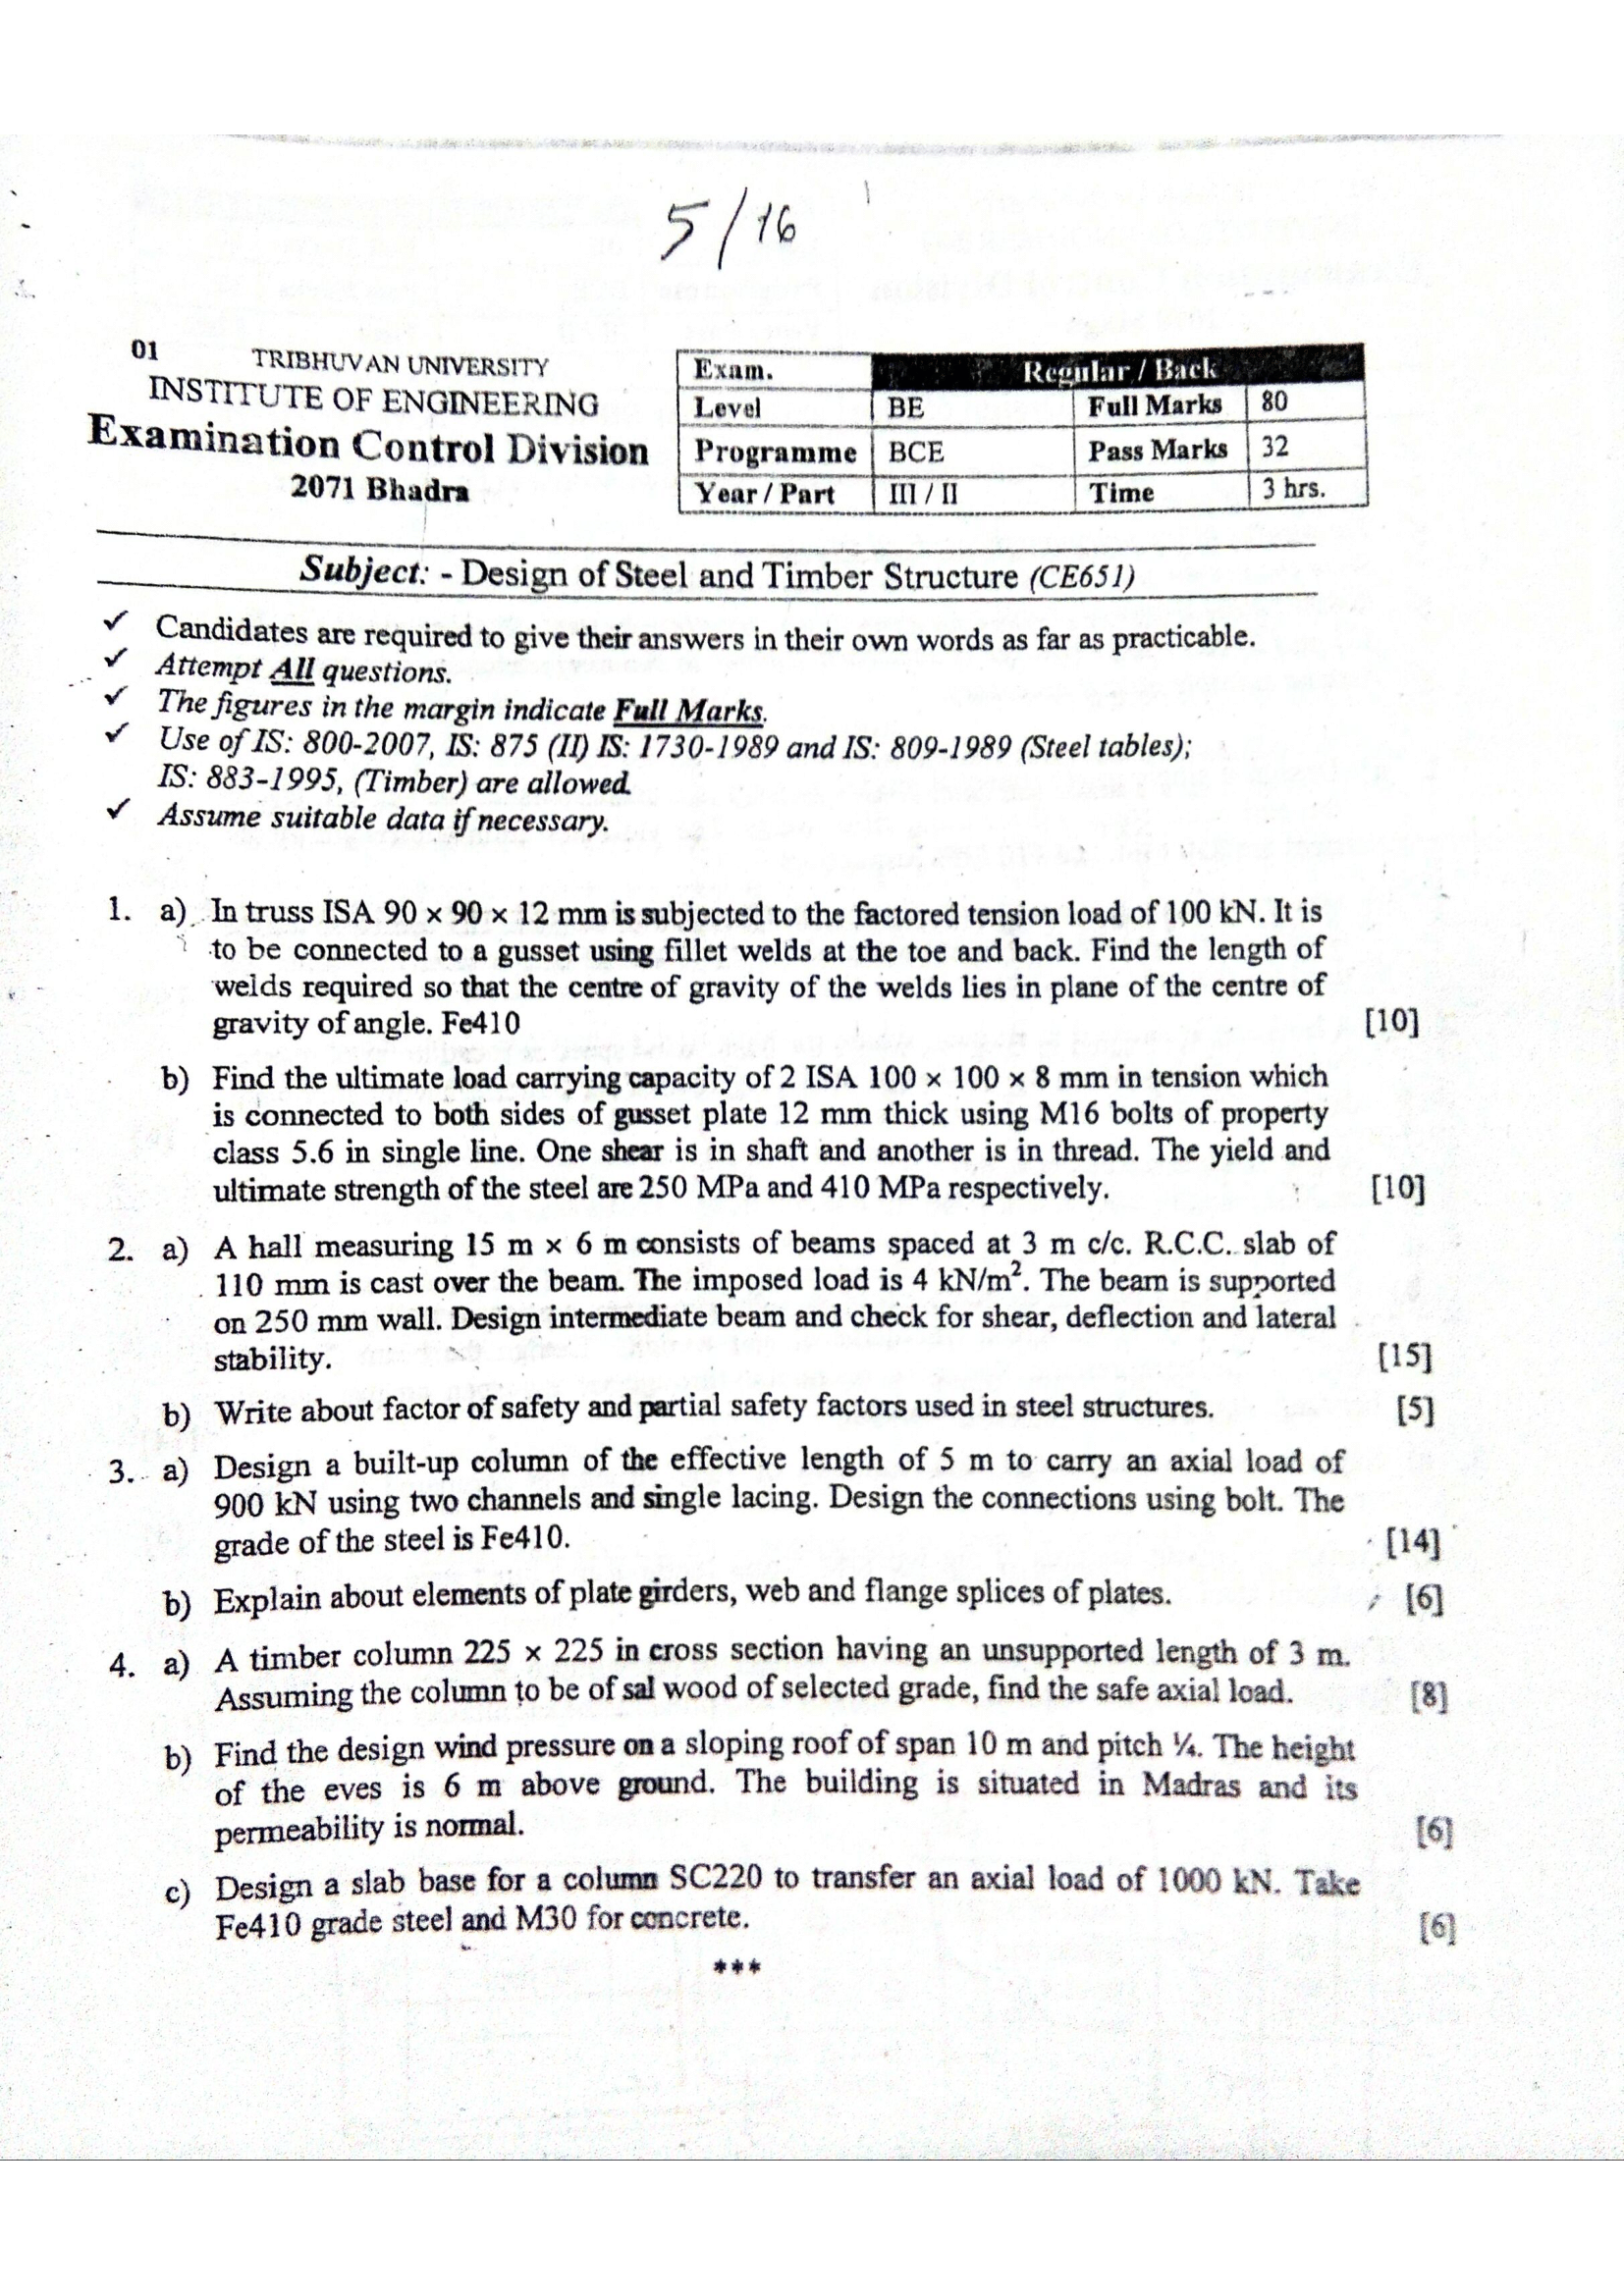 5/16
01
TRIBHUVAN UNIVERSITY
INSTITUTE OF ENGINEERING
Examination Control Division
2071 Bhadra
Exam. Regular / Back
Level BE Full Marks 80
Programme BCE Pass Marks 32
Year / Part III / II Time 3 hrs.
Subject: - Design of Steel and Timber Structure (CE651)
✓ Candidates are required to give their answers in their own words as far as practicable.
✓ Attempt All questions.
✓ The figures in the margin indicate Full Marks.
✓ Use of IS: 800-2007, IS: 875 (II) IS: 1730-1989 and IS: 809-1989 (Steel tables);
IS: 883-1995, (Timber) are allowed.
✓ Assume suitable data if necessary.
1. a) In truss ISA 90 × 90 × 12 mm is subjected to the factored tension load of 100 kN. It is
to be connected to a gusset using fillet welds at the toe and back. Find the length of
welds required so that the centre of gravity of the welds lies in plane of the centre of
gravity of angle. Fe410 [10]
b) Find the ultimate load carrying capacity of 2 ISA 100 × 100 × 8 mm in tension which
is connected to both sides of gusset plate 12 mm thick using M16 bolts of property
class 5.6 in single line. One shear is in shaft and another is in thread. The yield and
ultimate strength of the steel are 250 MPa and 410 MPa respectively. [10]
2. a) A hall measuring 15 m × 6 m consists of beams spaced at 3 m c/c. R.C.C. slab of
110 mm is cast over the beam. The imposed load is 4 kN/m². The beam is supported
on 250 mm wall. Design intermediate beam and check for shear, deflection and lateral
stability. [15]
b) Write about factor of safety and partial safety factors used in steel structures. [5]
3. a) Design a built-up column of the effective length of 5 m to carry an axial load of
900 kN using two channels and single lacing. Design the connections using bolt. The
grade of the steel is Fe410. [14]
b) Explain about elements of plate girders, web and flange splices of plates. [6]
4. a) A timber column 225 × 225 in cross section having an unsupported length of 3 m.
Assuming the column to be of sal wood of selected grade, find the safe axial load. [8]
b) Find the design wind pressure on a sloping roof of span 10 m and pitch ¼. The height
of the eves is 6 m above ground. The building is situated in Madras and its
permeability is normal. [6]
c) Design a slab base for a column SC220 to transfer an axial load of 1000 kN. Take
Fe410 grade steel and M30 for concrete. [6]
***